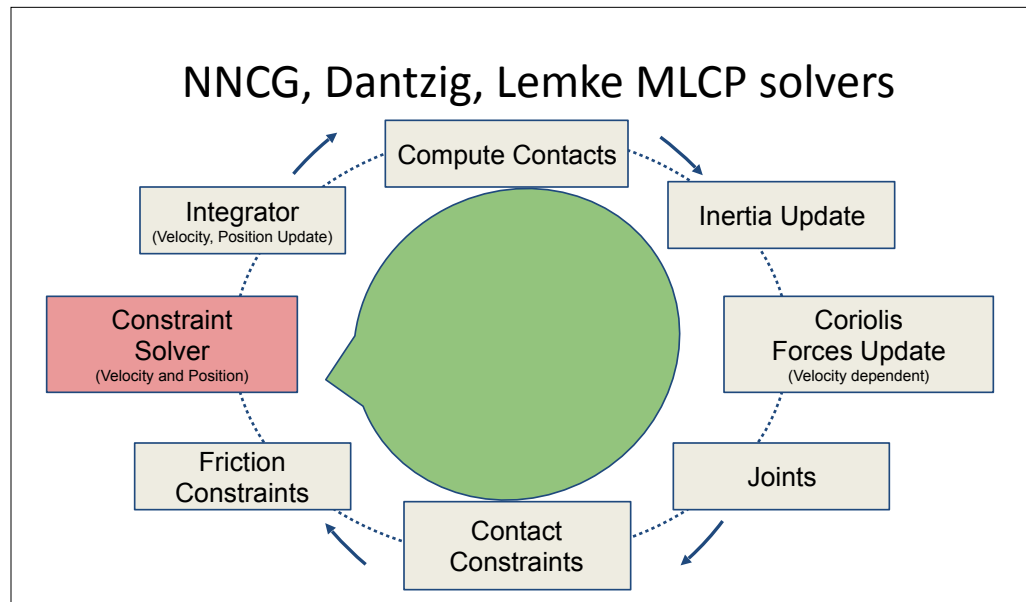 NNCG, Dantzig, Lemke MLCP solvers
Compute Contacts
Integrator
(Velocity, Position Update)
Inertia Update
Constraint
Solver
(Velocity and Position)
Coriolis
Forces Update
(Velocity dependent)
Friction
Constraints
Joints
Contact
Constraints